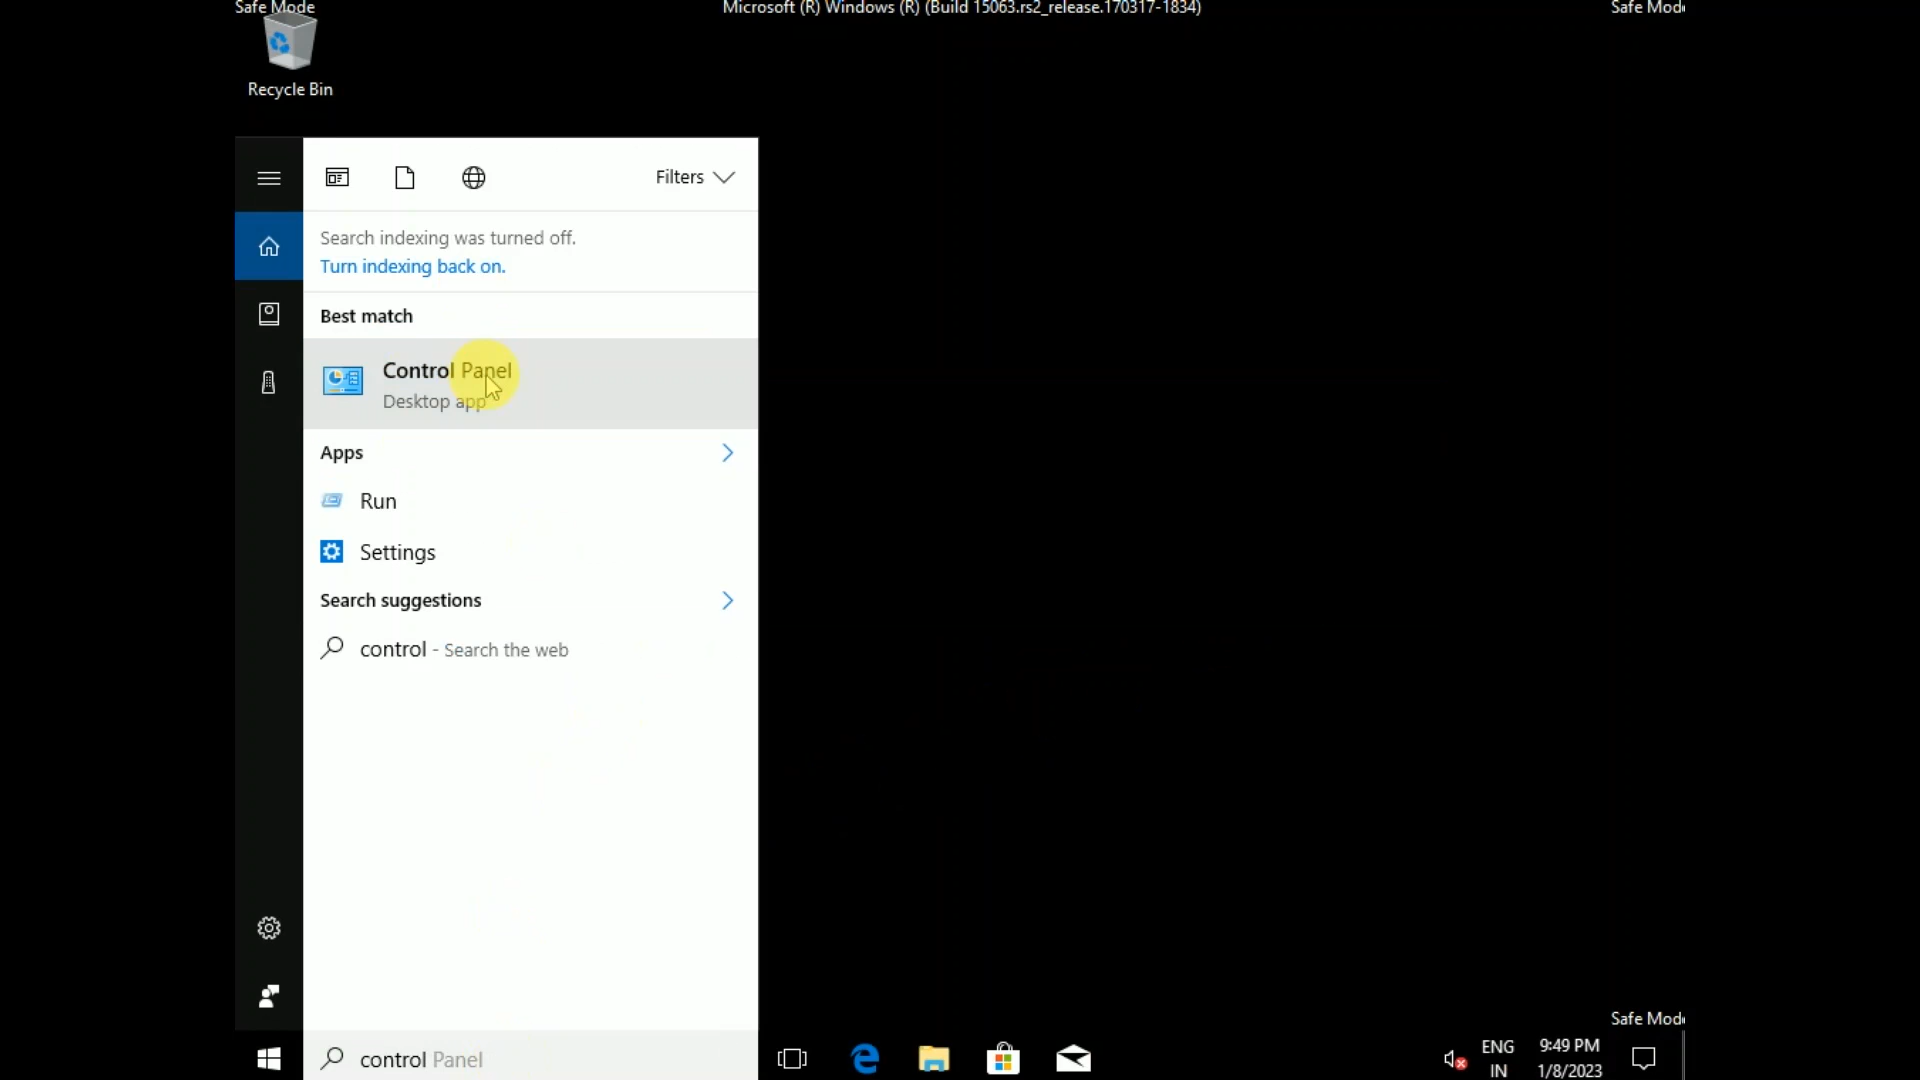 Safe Mode
Microsoft (R) Windows (R) (Build 15063.rs2_release.170317-1834)
Safe Mode
Recycle Bin
Filters
Search indexing was turned off.
Turn indexing back on.
Best match
Control Panel
Desktop app
Apps
Run
Settings
Search suggestions
control - Search the web
Safe Mode
control Panel
ENG
IN
9:49 PM
1/8/2023